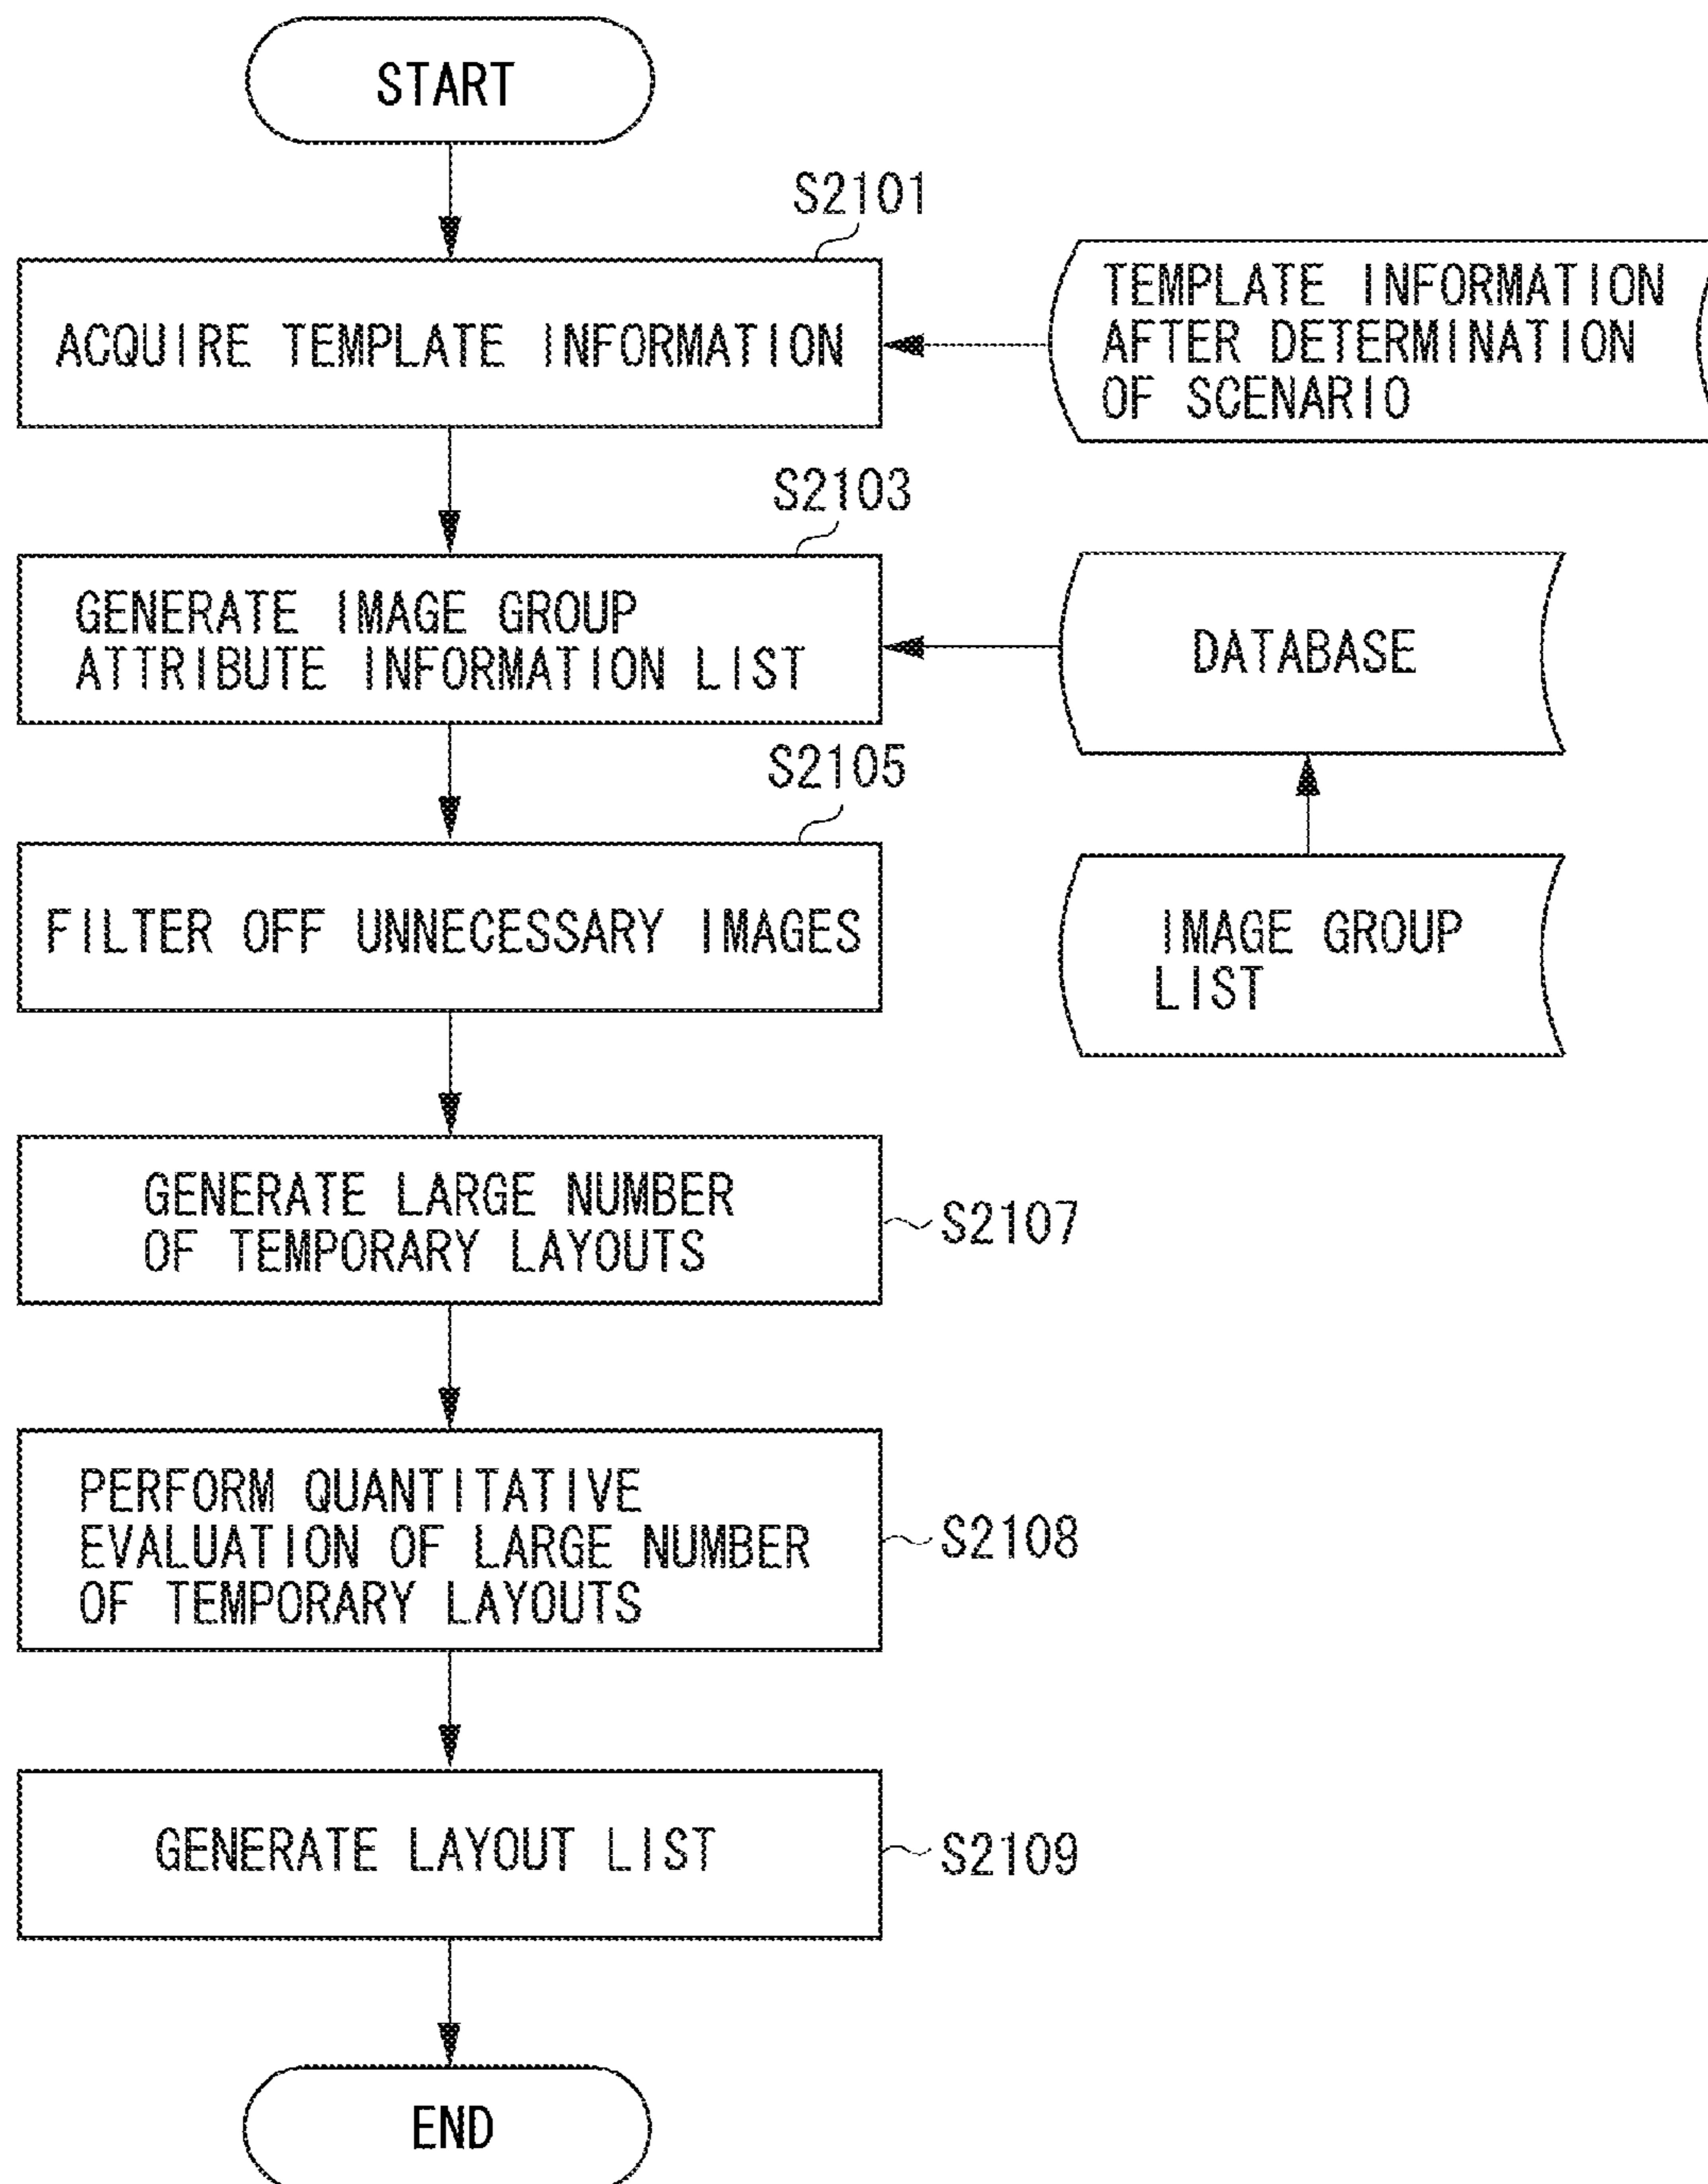 START
S2101
ACQUIRE TEMPLATE INFORMATION
TEMPLATE INFORMATION
AFTER DETERMINATION
OF SCENARIO
S2103
GENERATE IMAGE GROUP
ATTRIBUTE INFORMATION LIST
DATABASE
S2105
FILTER OFF UNNECESSARY IMAGES
IMAGE GROUP
LIST
GENERATE LARGE NUMBER
OF TEMPORARY LAYOUTS
S2107
PERFORM QUANTITATIVE
EVALUATION OF LARGE NUMBER
OF TEMPORARY LAYOUTS
S2108
GENERATE LAYOUT LIST
S2109
END